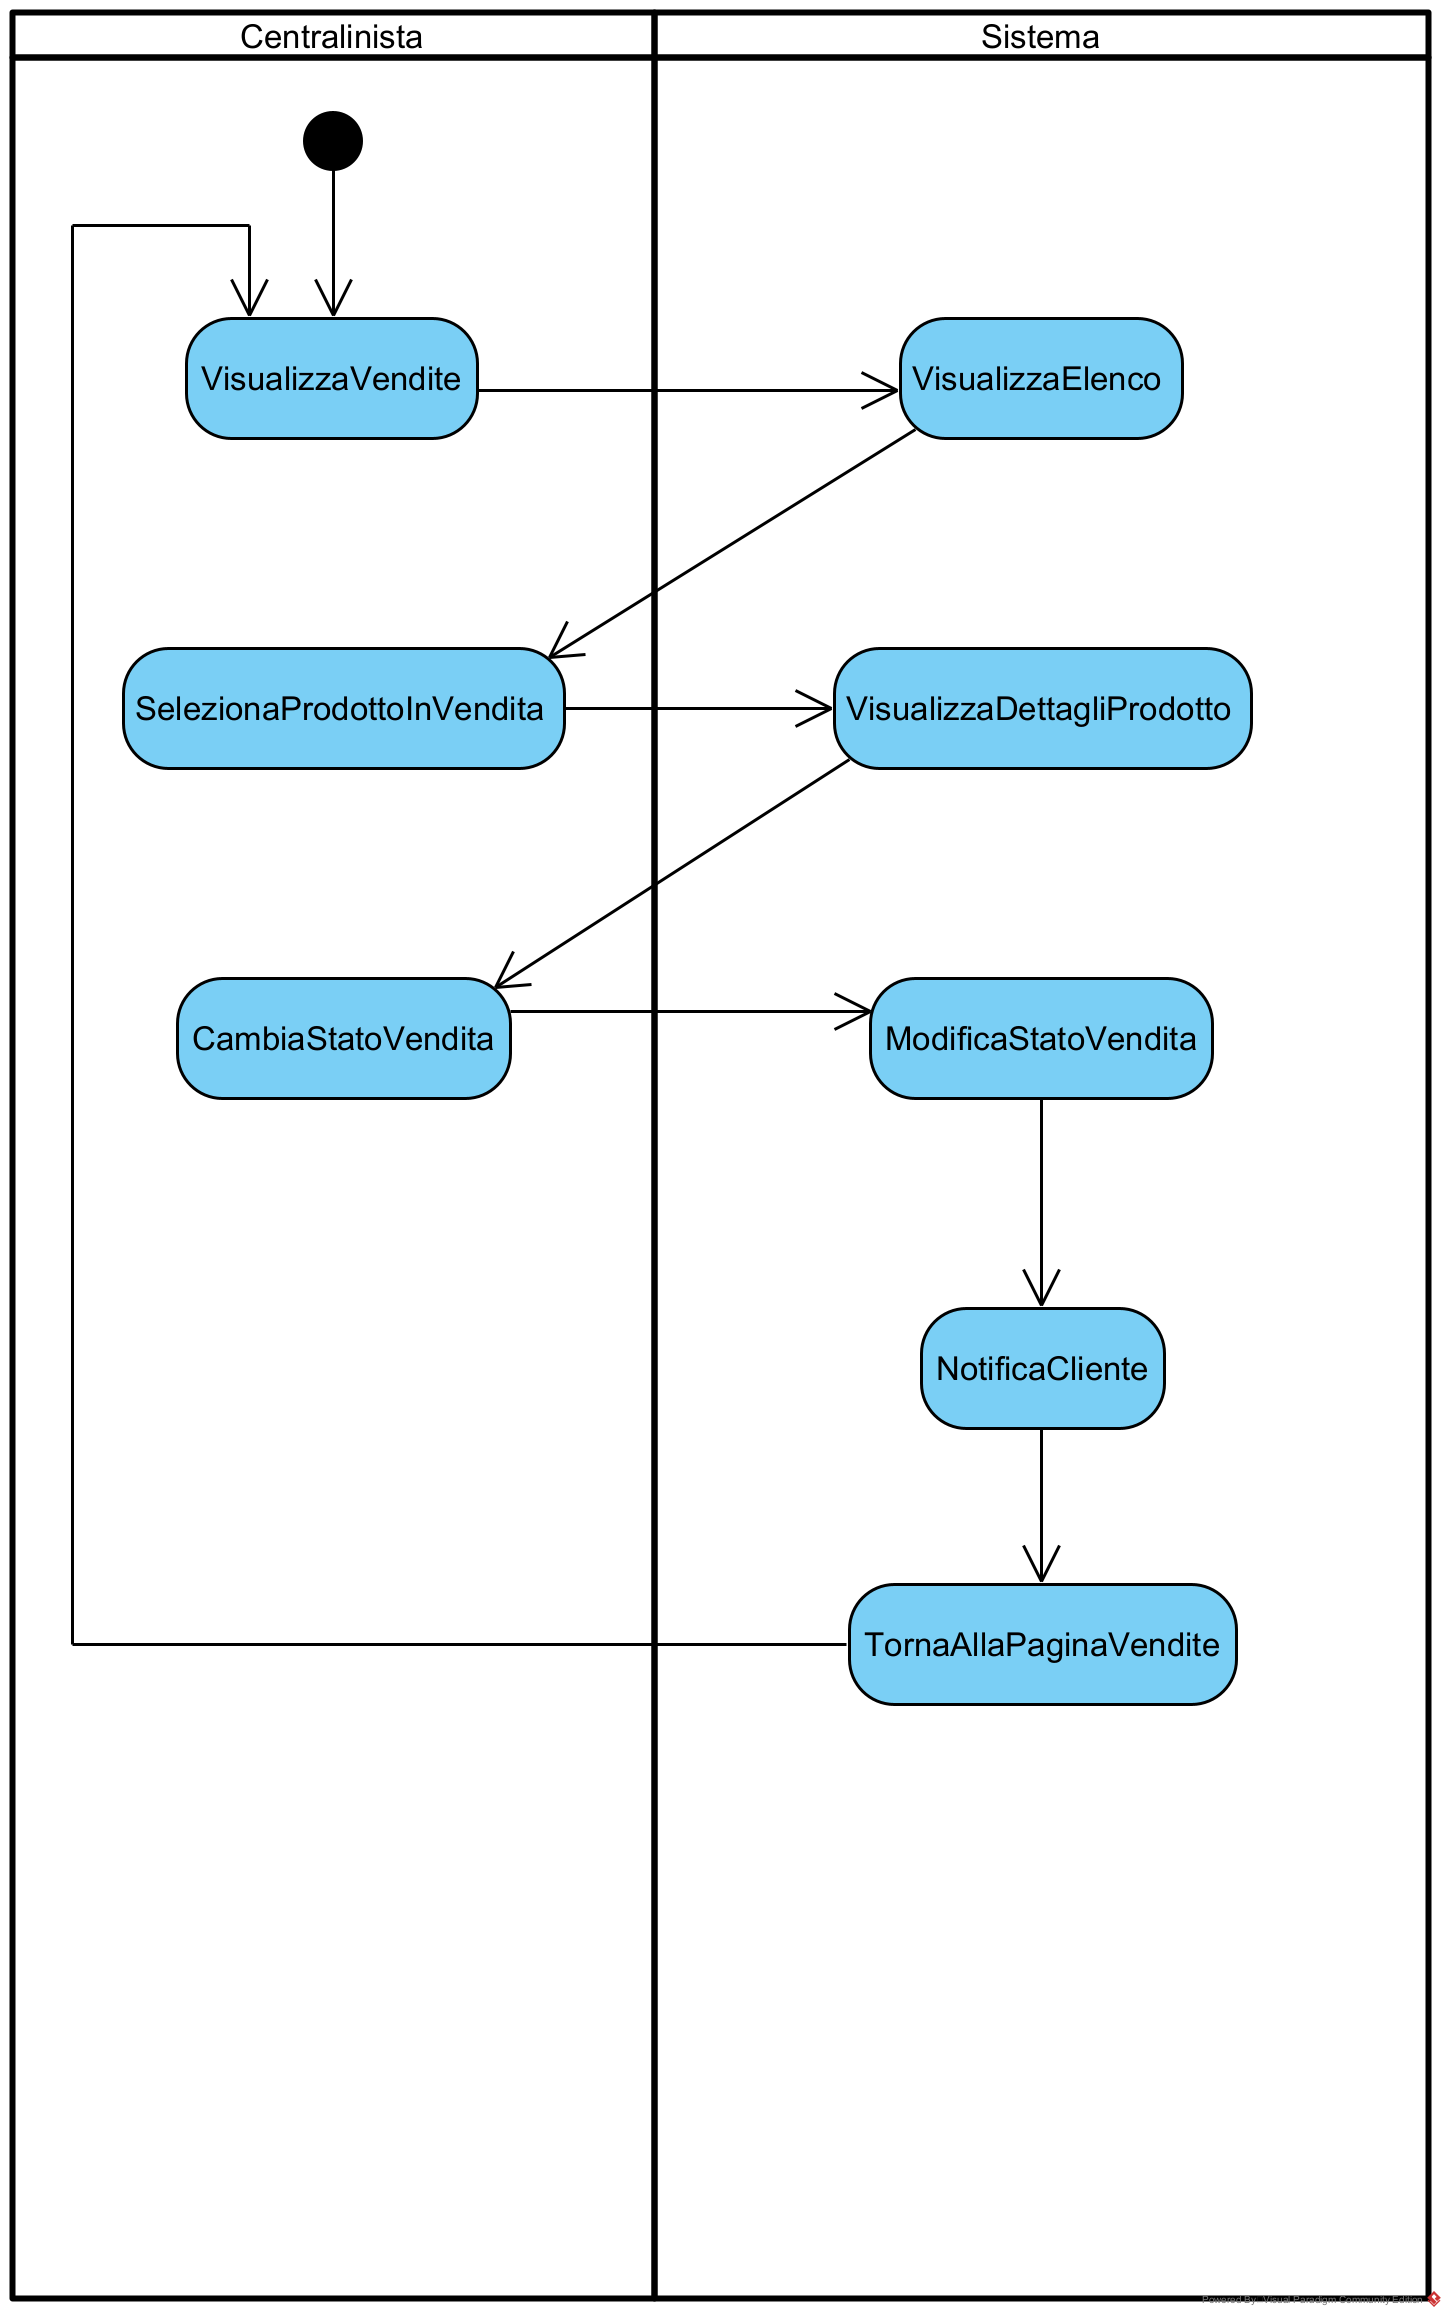 Centralinista
Sistema
VisualizzaVendite
VisualizzaElenco
SelezionaProdottoInVendita
VisualizzaDettagliProdotto
CambiaStatoVendita
ModificaStatoVendita
NotificaCliente
TornaAllaPaginaVendite
Powered By Visual Paradigm Community Edition